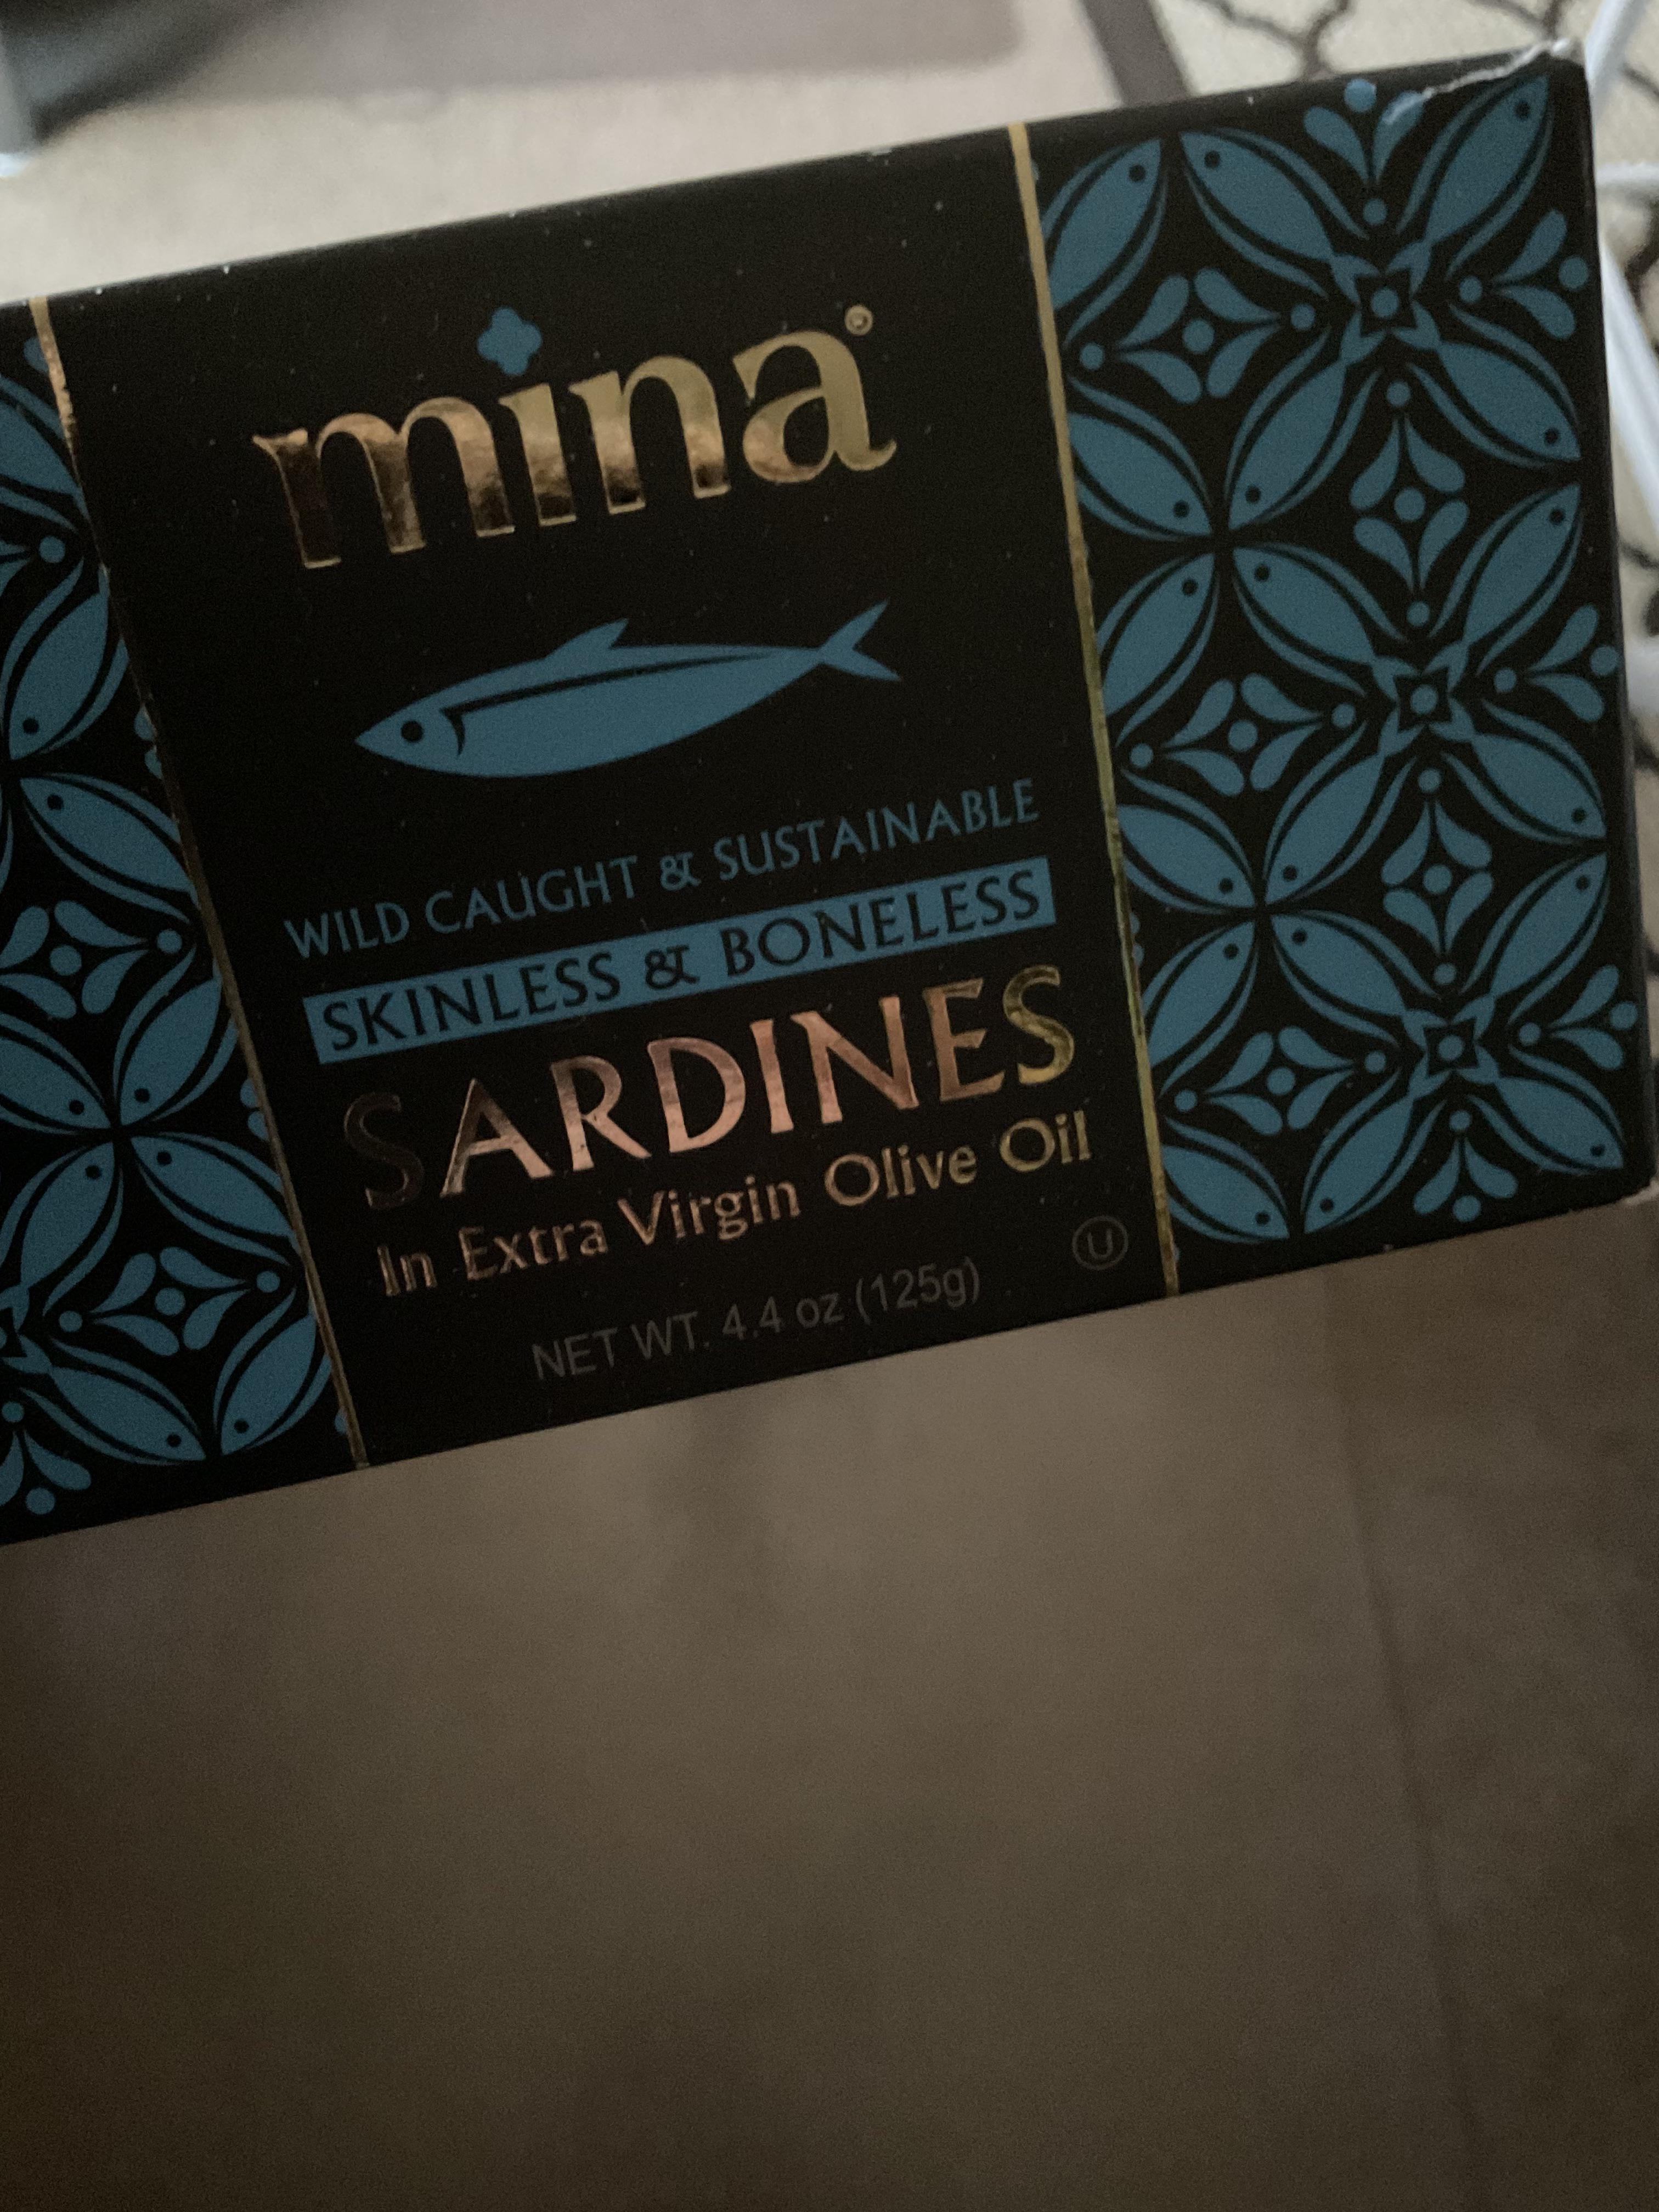 mina®
WILD CAUGHT & SUSTAINABLE
SKINLESS & BONELESS
SARDINES
In Extra Virgin Olive Oil
U
NET WT. 4.4 oz (125g)